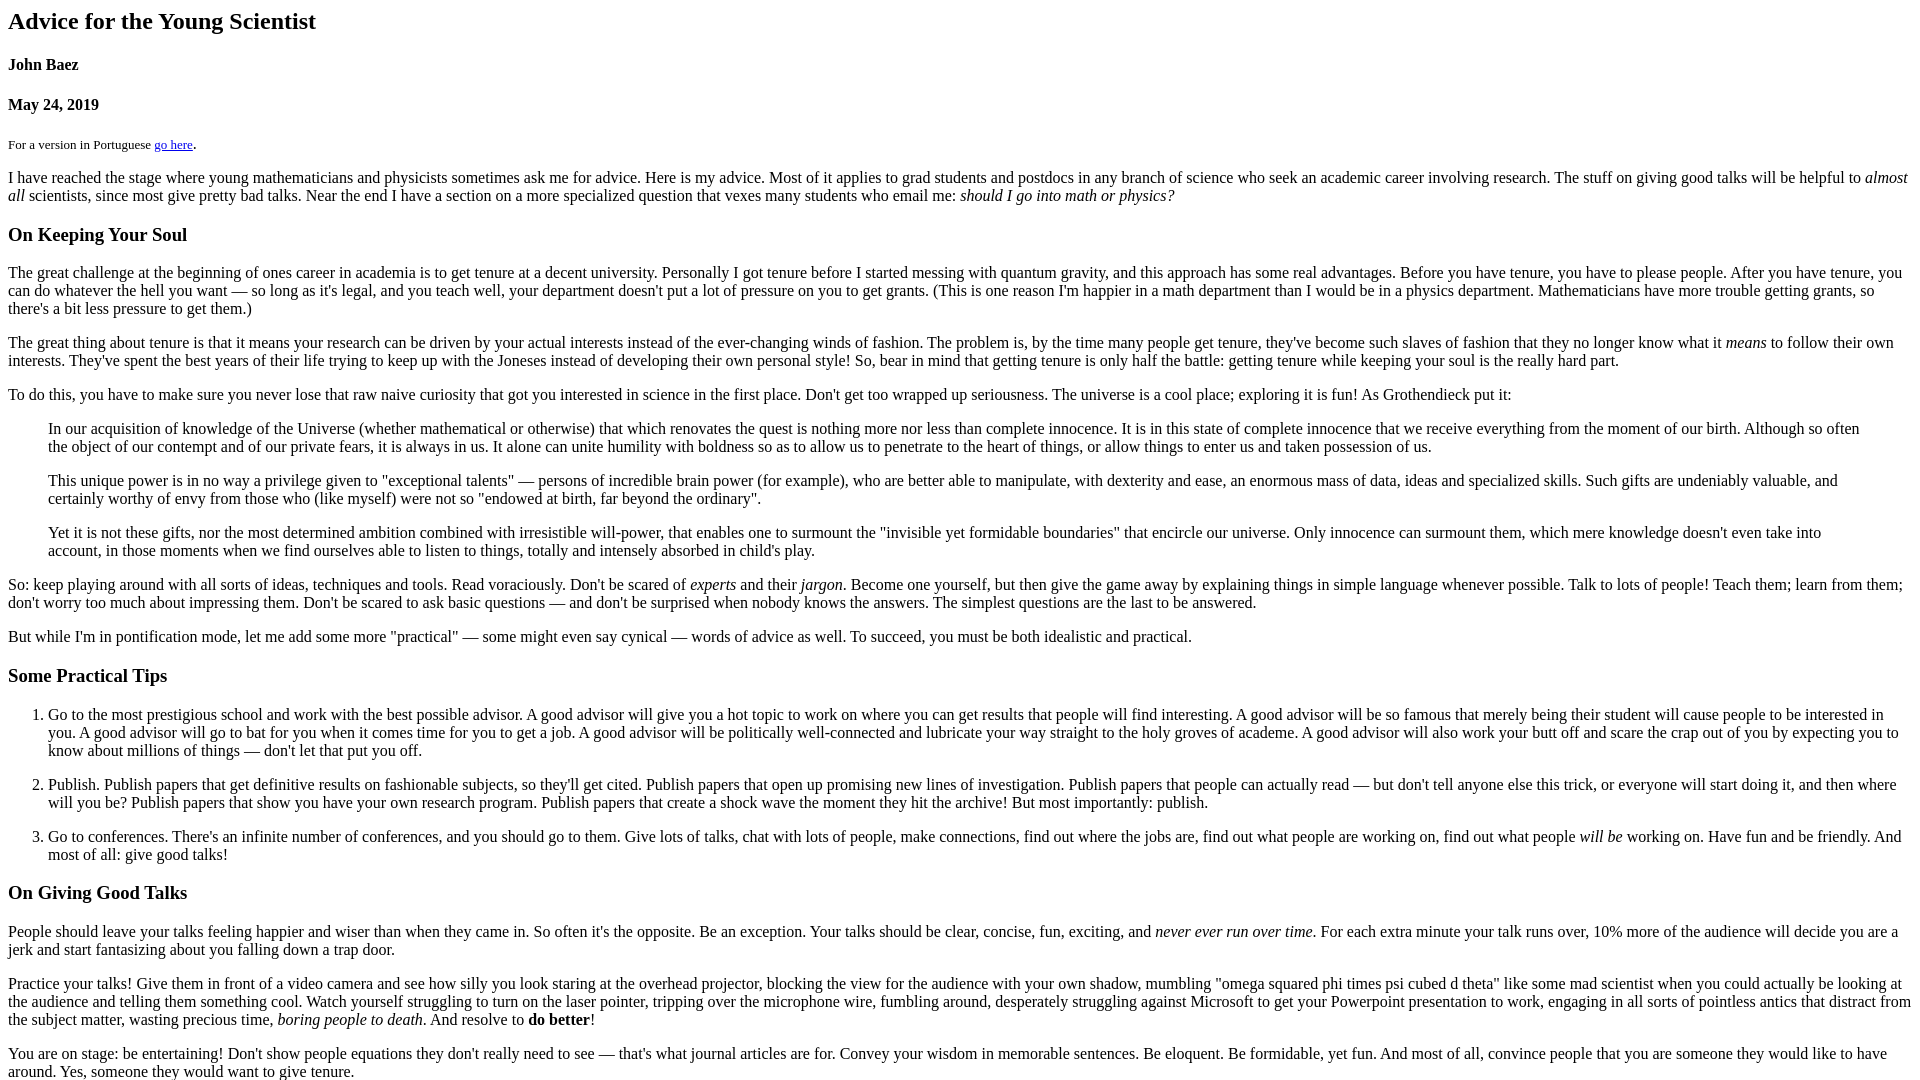 Advice for the Young Scientist
John Baez
May 24, 2019
For a version in Portuguese go here.
I have reached the stage where young mathematicians and physicists sometimes ask me for advice. Here is my advice. Most of it applies to grad students and postdocs in any branch of science who seek an academic career involving research. The stuff on giving good talks will be helpful to almost
all scientists, since most give pretty bad talks. Near the end I have a section on a more specialized question that vexes many students who email me: should I go into math or physics?
On Keeping Your Soul
The great challenge at the beginning of ones career in academia is to get tenure at a decent university. Personally I got tenure before I started messing with quantum gravity, and this approach has some real advantages. Before you have tenure, you have to please people. After you have tenure, you
can do whatever the hell you want — so long as it's legal, and you teach well, your department doesn't put a lot of pressure on you to get grants. (This is one reason I'm happier in a math department than I would be in a physics department. Mathematicians have more trouble getting grants, so
there's a bit less pressure to get them.)
The great thing about tenure is that it means your research can be driven by your actual interests instead of the ever-changing winds of fashion. The problem is, by the time many people get tenure, they've become such slaves of fashion that they no longer know what it means to follow their own
interests. They've spent the best years of their life trying to keep up with the Joneses instead of developing their own personal style! So, bear in mind that getting tenure is only half the battle: getting tenure while keeping your soul is the really hard part.
To do this, you have to make sure you never lose that raw naive curiosity that got you interested in science in the first place. Don't get too wrapped up seriousness. The universe is a cool place; exploring it is fun! As Grothendieck put it:
In our acquisition of knowledge of the Universe (whether mathematical or otherwise) that which renovates the quest is nothing more nor less than complete innocence. It is in this state of complete innocence that we receive everything from the moment of our birth. Although so often
the object of our contempt and of our private fears, it is always in us. It alone can unite humility with boldness so as to allow us to penetrate to the heart of things, or allow things to enter us and taken possession of us.
This unique power is in no way a privilege given to "exceptional talents" — persons of incredible brain power (for example), who are better able to manipulate, with dexterity and ease, an enormous mass of data, ideas and specialized skills. Such gifts are undeniably valuable, and
certainly worthy of envy from those who (like myself) were not so "endowed at birth, far beyond the ordinary".
Yet it is not these gifts, nor the most determined ambition combined with irresistible will-power, that enables one to surmount the "invisible yet formidable boundaries" that encircle our universe. Only innocence can surmount them, which mere knowledge doesn't even take into
account, in those moments when we find ourselves able to listen to things, totally and intensely absorbed in child's play.
So: keep playing around with all sorts of ideas, techniques and tools. Read voraciously. Don't be scared of experts and their jargon. Become one yourself, but then give the game away by explaining things in simple language whenever possible. Talk to lots of people! Teach them; learn from them;
don't worry too much about impressing them. Don't be scared to ask basic questions — and don't be surprised when nobody knows the answers. The simplest questions are the last to be answered.
But while I'm in pontification mode, let me add some more "practical" — some might even say cynical — words of advice as well. To succeed, you must be both idealistic and practical.
Some Practical Tips
1. Go to the most prestigious school and work with the best possible advisor. A good advisor will give you a hot topic to work on where you can get results that people will find interesting. A good advisor will be so famous that merely being their student will cause people to be interested in
you. A good advisor will go to bat for you when it comes time for you to get a job. A good advisor will be politically well-connected and lubricate your way straight to the holy groves of academe. A good advisor will also work your butt off and scare the crap out of you by expecting you to
know about millions of things — don't let that put you off.
2. Publish. Publish papers that get definitive results on fashionable subjects, so they'll get cited. Publish papers that open up promising new lines of investigation. Publish papers that people can actually read — but don't tell anyone else this trick, or everyone will start doing it, and then where
will you be? Publish papers that show you have your own research program. Publish papers that create a shock wave the moment they hit the archive! But most importantly: publish.
3. Go to conferences. There's an infinite number of conferences, and you should go to them. Give lots of talks, chat with lots of people, make connections, find out where the jobs are, find out what people are working on, find out what people will be working on. Have fun and be friendly. And
most of all: give good talks!
On Giving Good Talks
People should leave your talks feeling happier and wiser than when they came in. So often it's the opposite. Be an exception. Your talks should be clear, concise, fun, exciting, and never ever run over time. For each extra minute your talk runs over, 10% more of the audience will decide you are a
jerk and start fantasizing about you falling down a trap door.
Practice your talks! Give them in front of a video camera and see how silly you look staring at the overhead projector, blocking the view for the audience with your own shadow, mumbling "omega squared phi times psi cubed d theta" like some mad scientist when you could actually be looking at
the audience and telling them something cool. Watch yourself struggling to turn on the laser pointer, tripping over the microphone wire, fumbling around, desperately struggling against Microsoft to get your Powerpoint presentation to work, engaging in all sorts of pointless antics that distract from
the subject matter, wasting precious time, boring people to death. And resolve to do better!
You are on stage: be entertaining! Don't show people equations they don't really need to see — that's what journal articles are for. Convey your wisdom in memorable sentences. Be eloquent. Be formidable, yet fun. And most of all, convince people that you are someone they would like to have
around. Yes, someone they would want to give tenure.